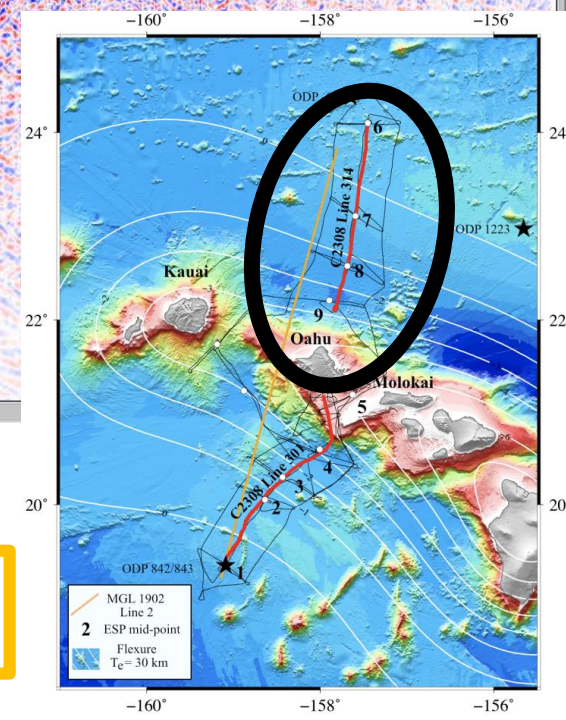 −160° −158° −156°
ODP
24° 24°
6
C2308 Line 314
7
ODP 1223
8
Kauai
9
22° 22°
Oahu
Molokai
5
C2308 Line 301
4
3
2
20° 20°
ODP 842/843
1
MGL 1902
Line 2
2 ESP mid-point
Flexure
Te= 30 km
−160° −158° −156°